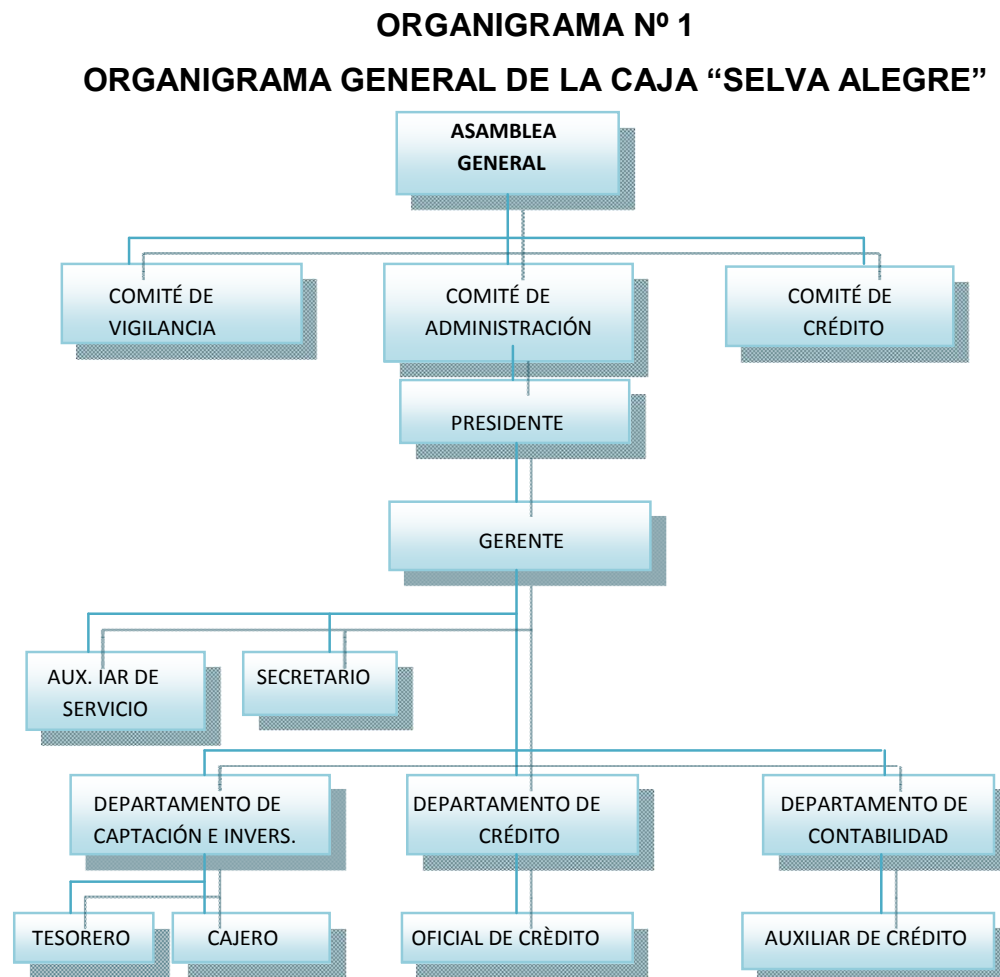 ORGANIGRAMA Nº 1
ORGANIGRAMA GENERAL DE LA CAJA “SELVA ALEGRE”
ASAMBLEA
GENERAL
COMITÉ DE
VIGILANCIA
COMITÉ DE
ADMINISTRACIÓN
COMITÉ DE
CRÉDITO
PRESIDENTE
GERENTE
AUX. IAR DE
SERVICIO
SECRETARIO
DEPARTAMENTO DE
CAPTACIÓN E INVERS.
DEPARTAMENTO DE
CRÉDITO
DEPARTAMENTO DE
CONTABILIDAD
TESORERO
CAJERO
OFICIAL DE CRÈDITO
AUXILIAR DE CRÉDITO